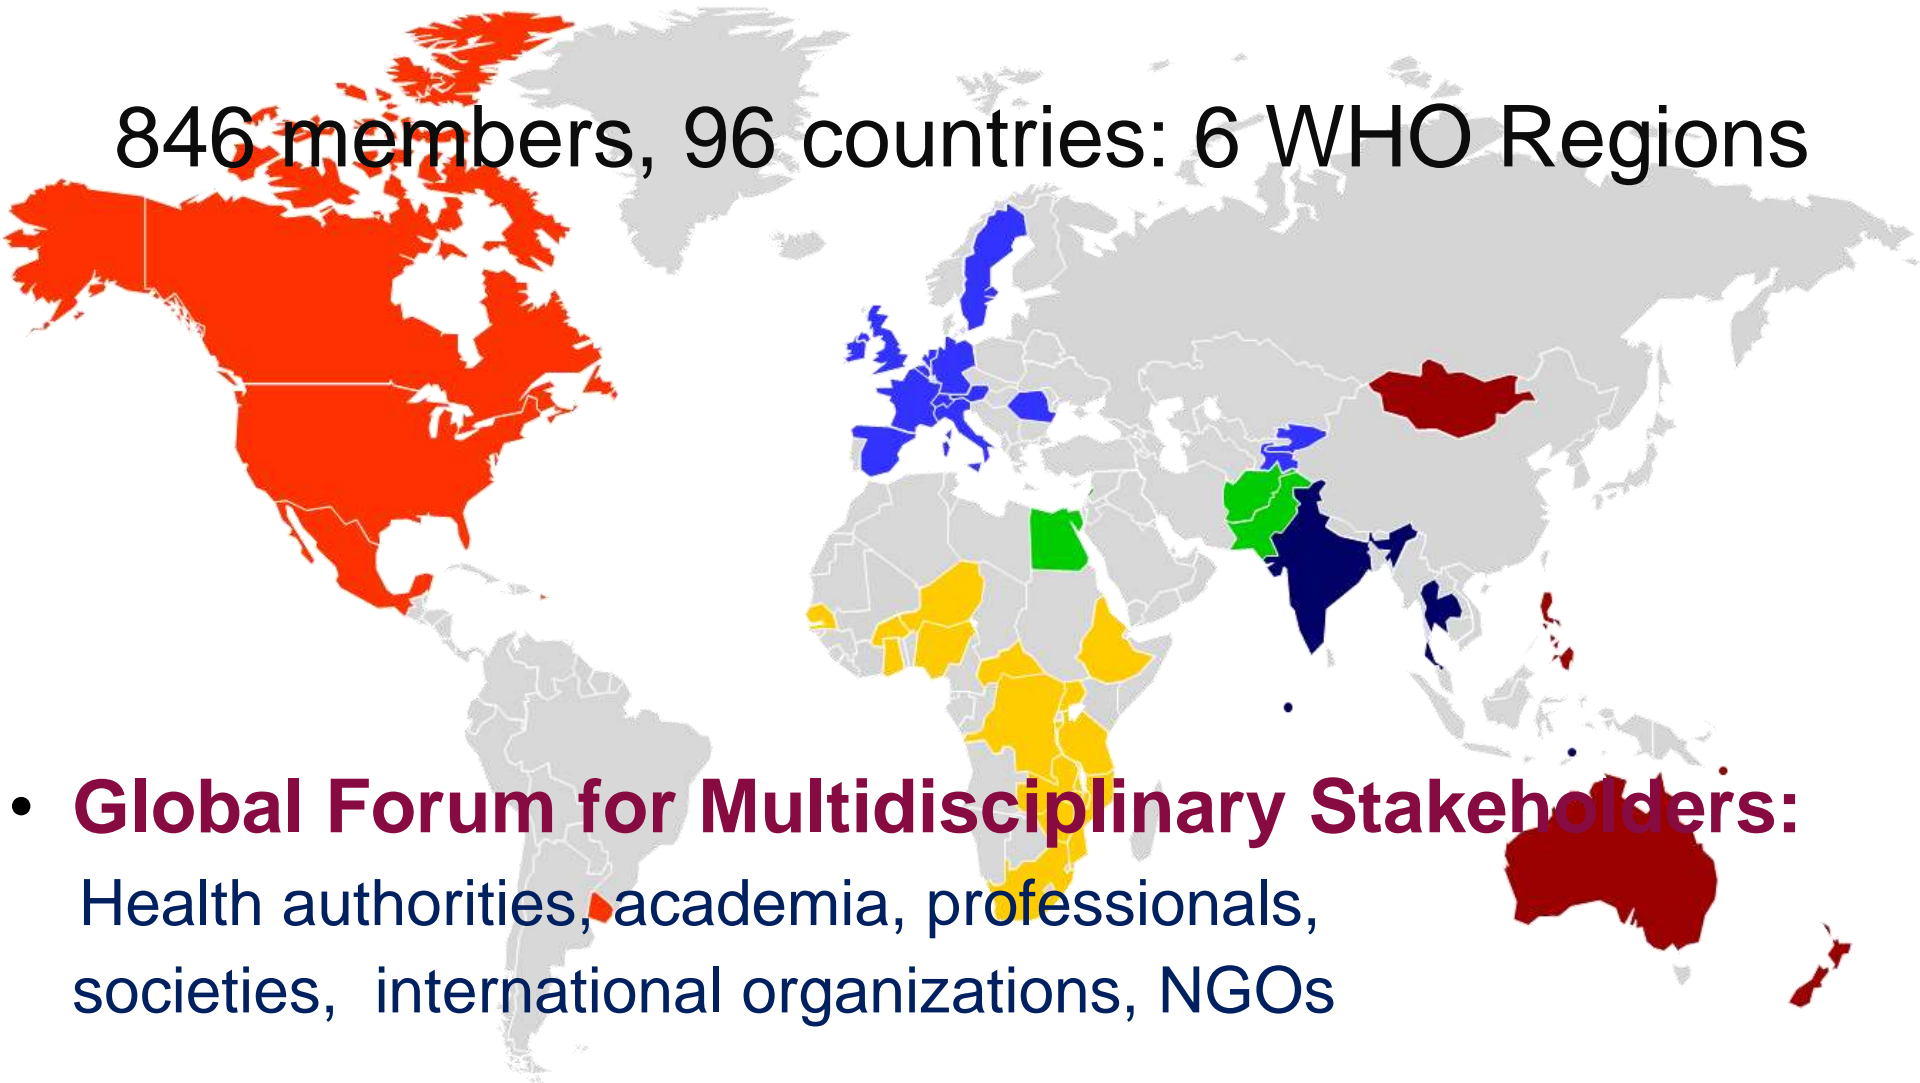 846 members, 96 countries: 6 WHO Regions
• Global Forum for Multidisciplinary Stakeholders:
Health authorities, academia, professionals,
societies, international organizations, NGOs